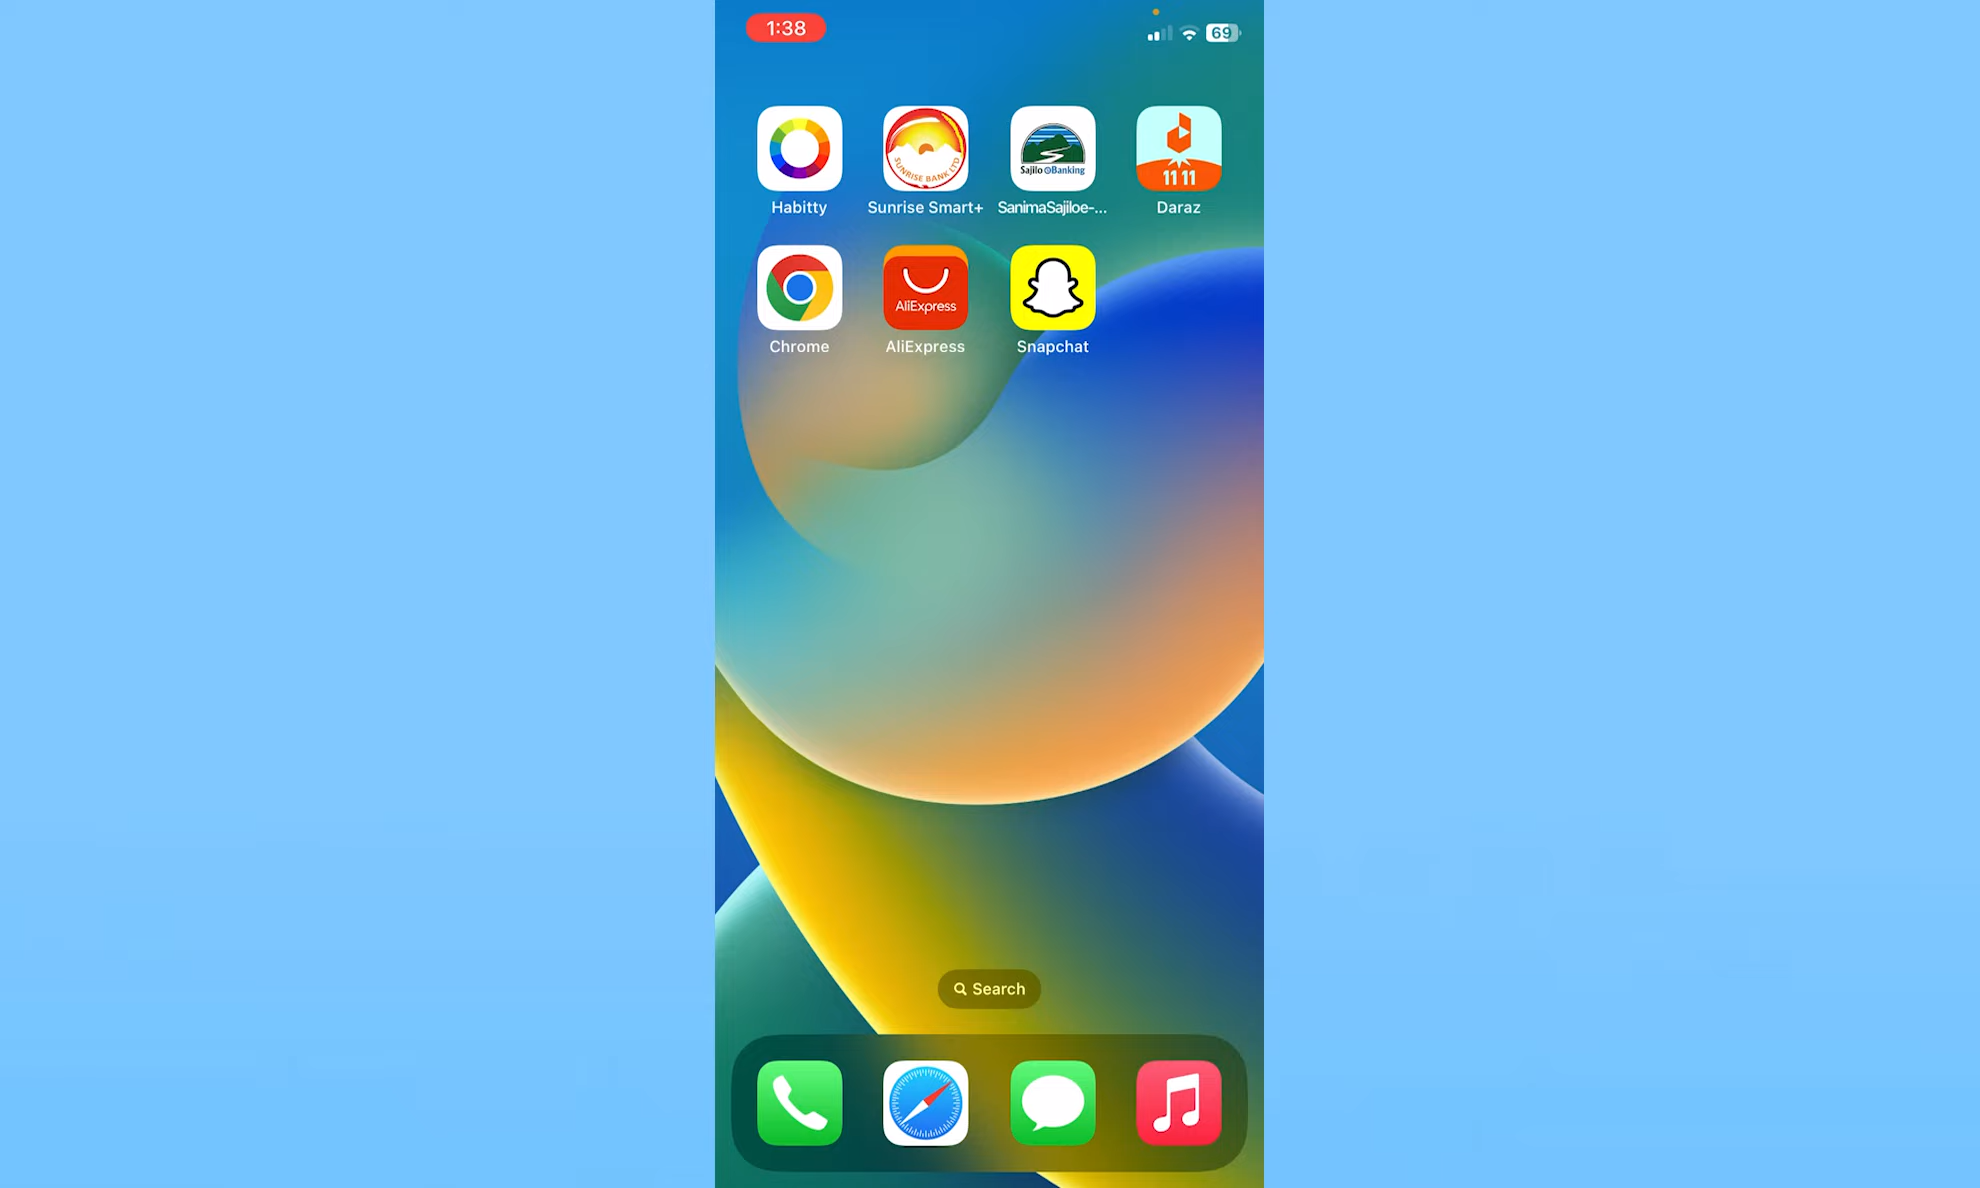 1:38
69
SUNRISE BANK LTD
Sajilo eBanking
11 11
Habitty
Sunrise Smart+
SanimaSajiloe-...
Daraz
AliExpress
Chrome
AliExpress
Snapchat
Search